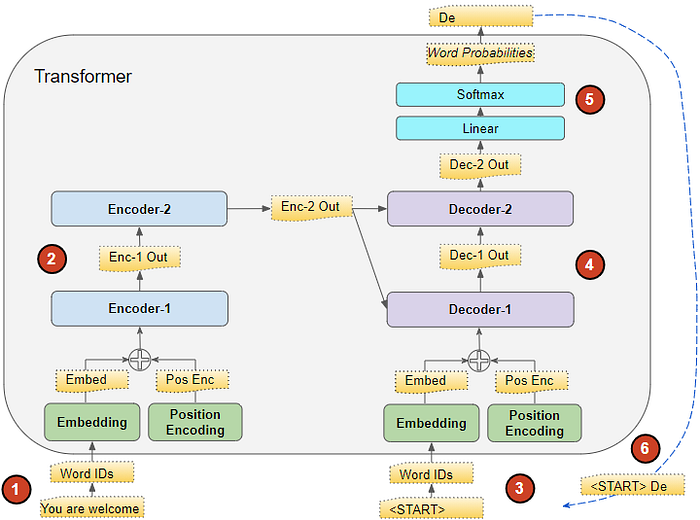 De
Word Probabilities
Transformer
Softmax
5
Linear
Dec-2 Out
Encoder-2
Enc-2 Out
Decoder-2
2
Enc-1 Out
Dec-1 Out
4
Encoder-1
Decoder-1
Embed
Pos Enc
Embed
Pos Enc
Embedding
Position
Encoding
Embedding
Position
Encoding
6
1
Word IDs
Word IDs
3
<START> De
You are welcome
<START>